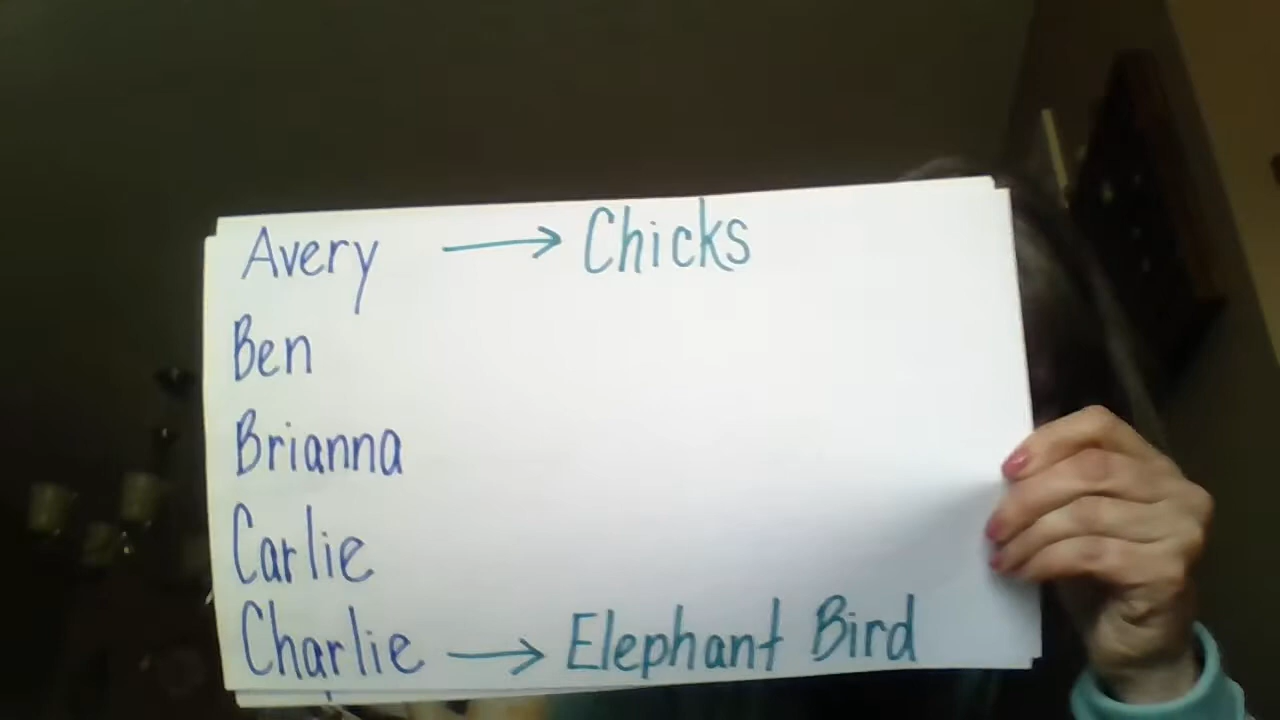 Avery → Chicks
Ben
Brianna
Carlie
Charlie → Elephant Bird